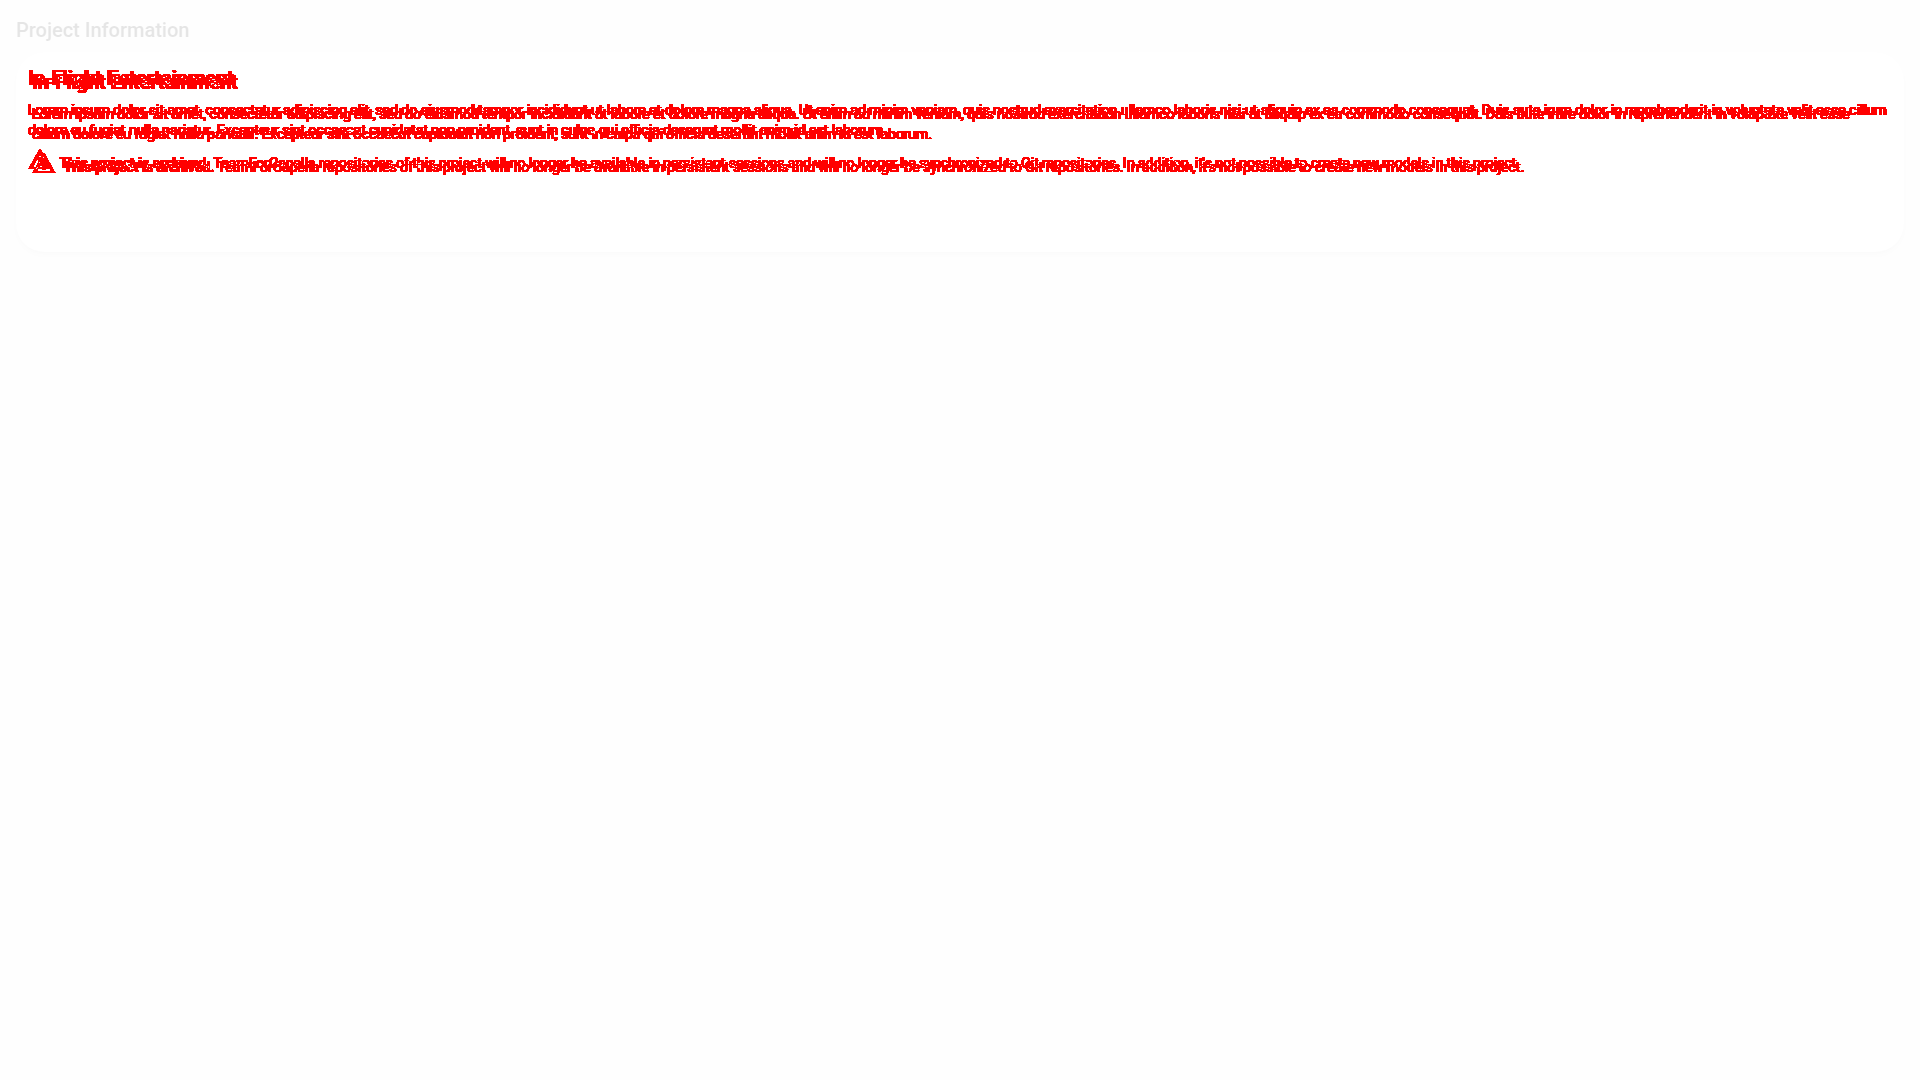 Project Information
In-Flight Entertainment
Lorem ipsum dolor sit amet, consectetur adipiscing elit, sed do eiusmod tempor incididunt ut labore et dolore magna aliqua. Ut enim ad minim veniam, quis nostrud exercitation ullamco laboris nisi ut aliquip ex ea commodo consequat. Duis aute irure dolor in reprehenderit in voluptate velit esse cillum
dolore eu fugiat nulla pariatur. Excepteur sint occaecat cupidatat non proident, sunt in culpa qui officia deserunt mollit anim id est laborum.
This project is archived. TeamForCapella repositories of this project will no longer be available in persistent sessions and will no longer be synchronized to Git repositories. In addition, it's not possible to create new models in this project.